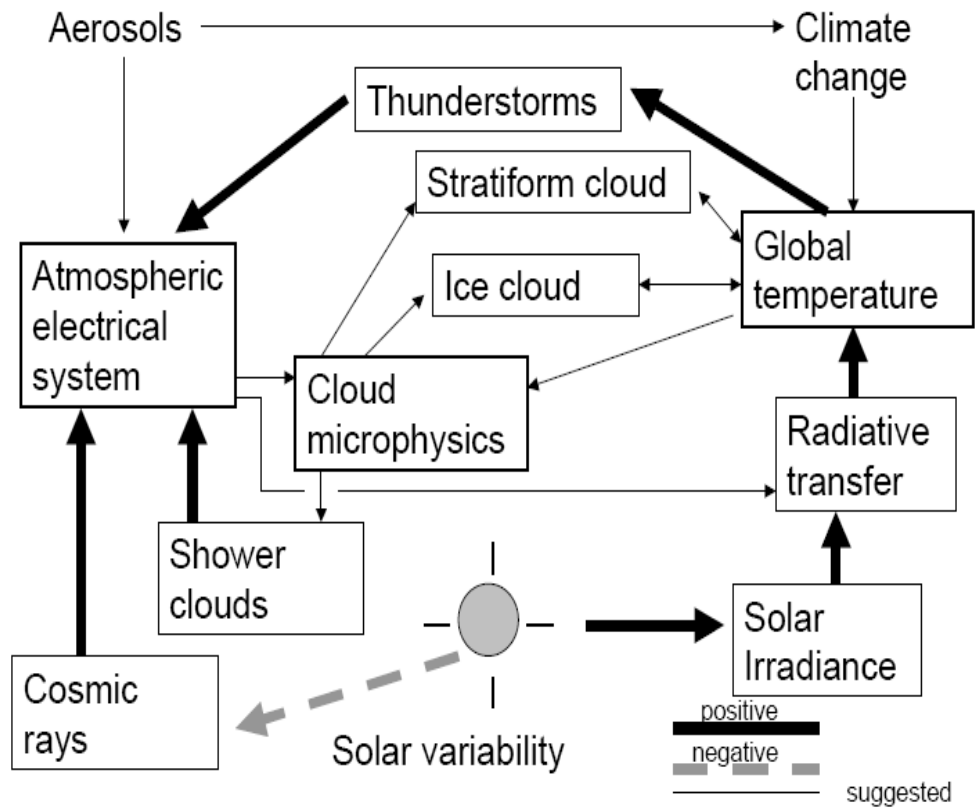 Aerosols
Climate
change
Thunderstorms
Stratiform cloud
Ice cloud
Global
temperature
Atmospheric
electrical
system
Cloud
microphysics
Radiative
transfer
Shower
clouds
Solar
Irradiance
Cosmic
rays
Solar variability
positive
negative
suggested